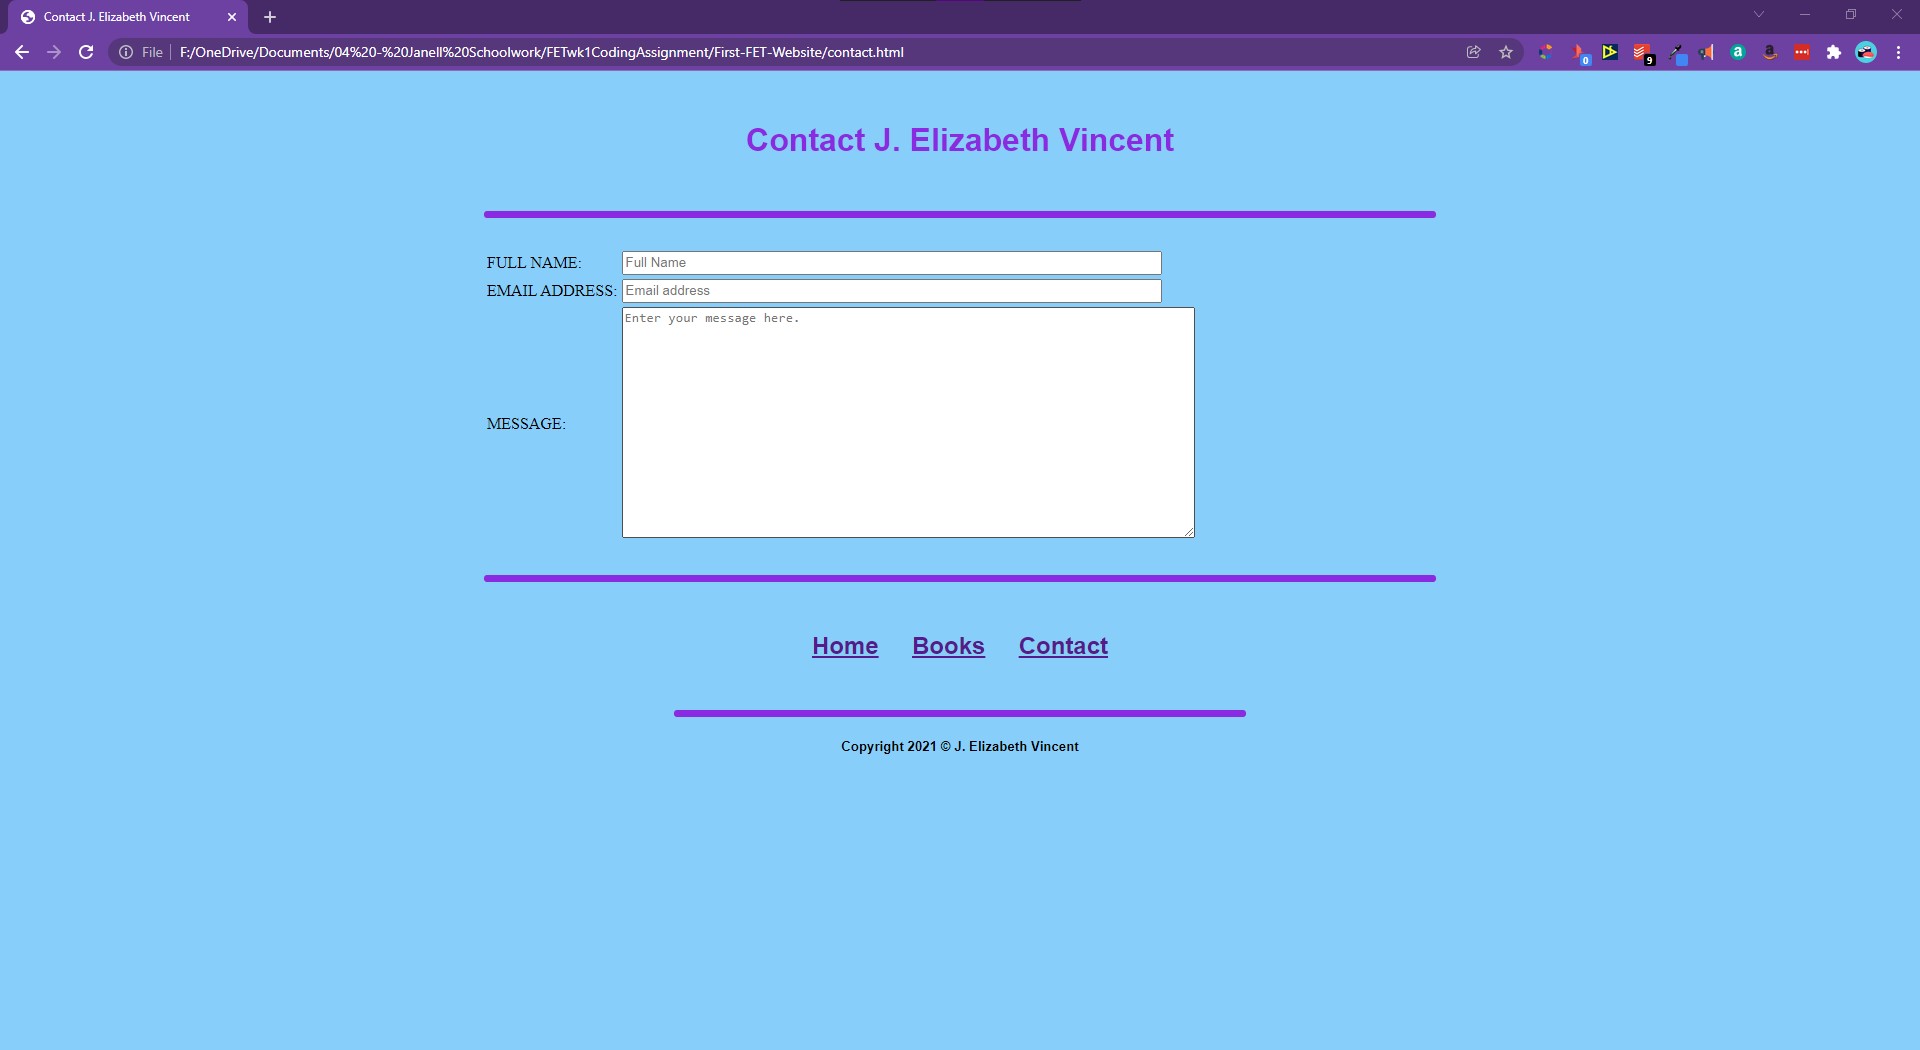 Contact J. Elizabeth Vincent
File F:/OneDrive/Documents/04%20-%20Janell%20Schoolwork/FETwk1CodingAssignment/First-FET-Website/contact.html
0 9 a a
Contact J. Elizabeth Vincent
FULL NAME: Full Name
EMAIL ADDRESS: Email address
Enter your message here.
MESSAGE:
Home Books Contact
Copyright 2021 © J. Elizabeth Vincent